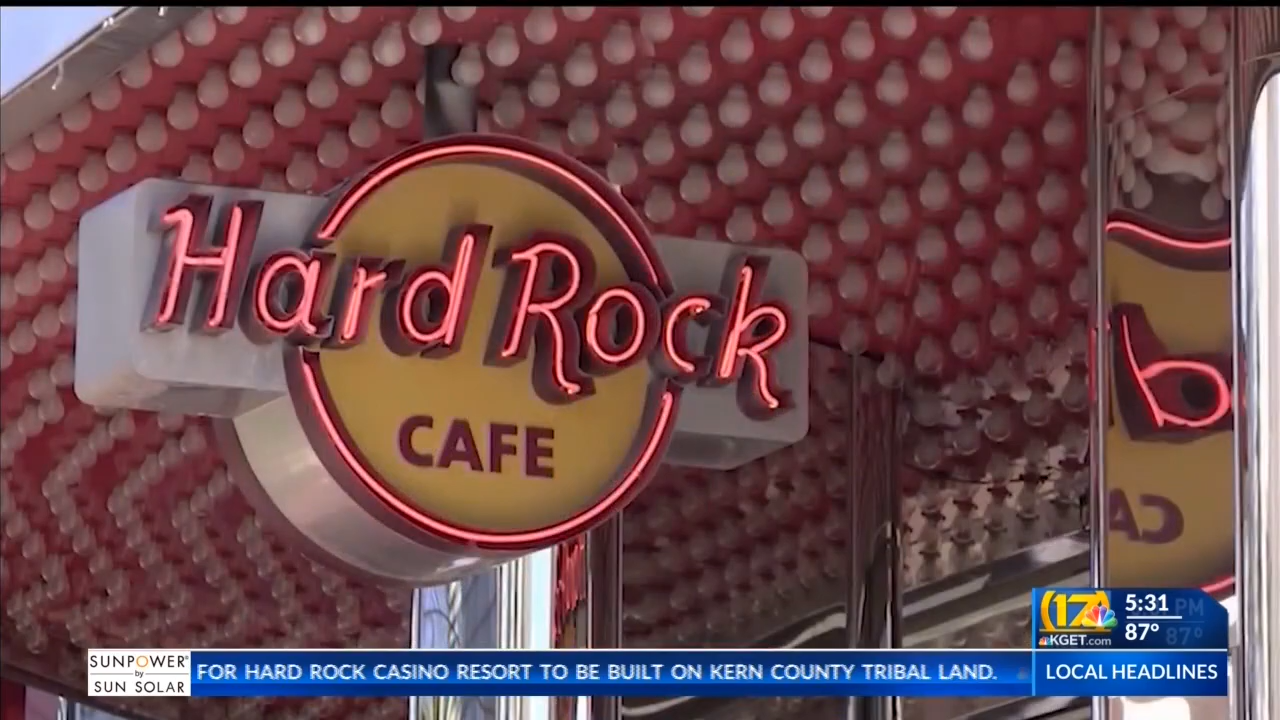 Hard Rock
CAFE
17
KGET.com
5:31
PM
87°
87°
SUNPOWER®
by
SUN SOLAR
FOR HARD ROCK CASINO RESORT TO BE BUILT ON KERN COUNTY TRIBAL LAND.
LOCAL HEADLINES